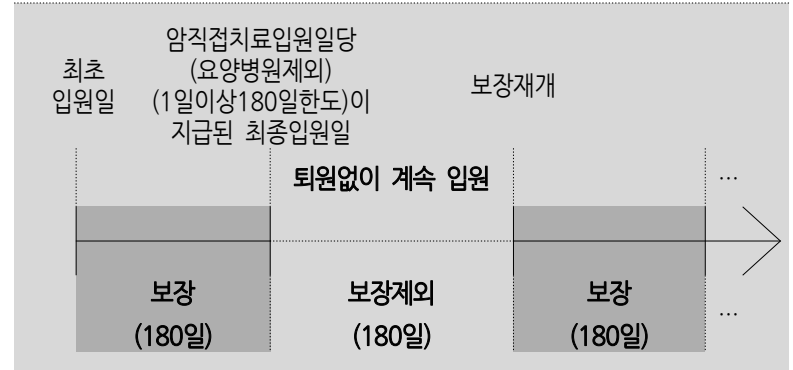 최초
입원일
암직접치료입원일당
(요양병원제외)
(1일이상180일한도)이
지급된 최종입원일
보장재개
퇴원없이 계속 입원
…
보장
(180일)
보장제외
(180일)
보장
(180일)
…